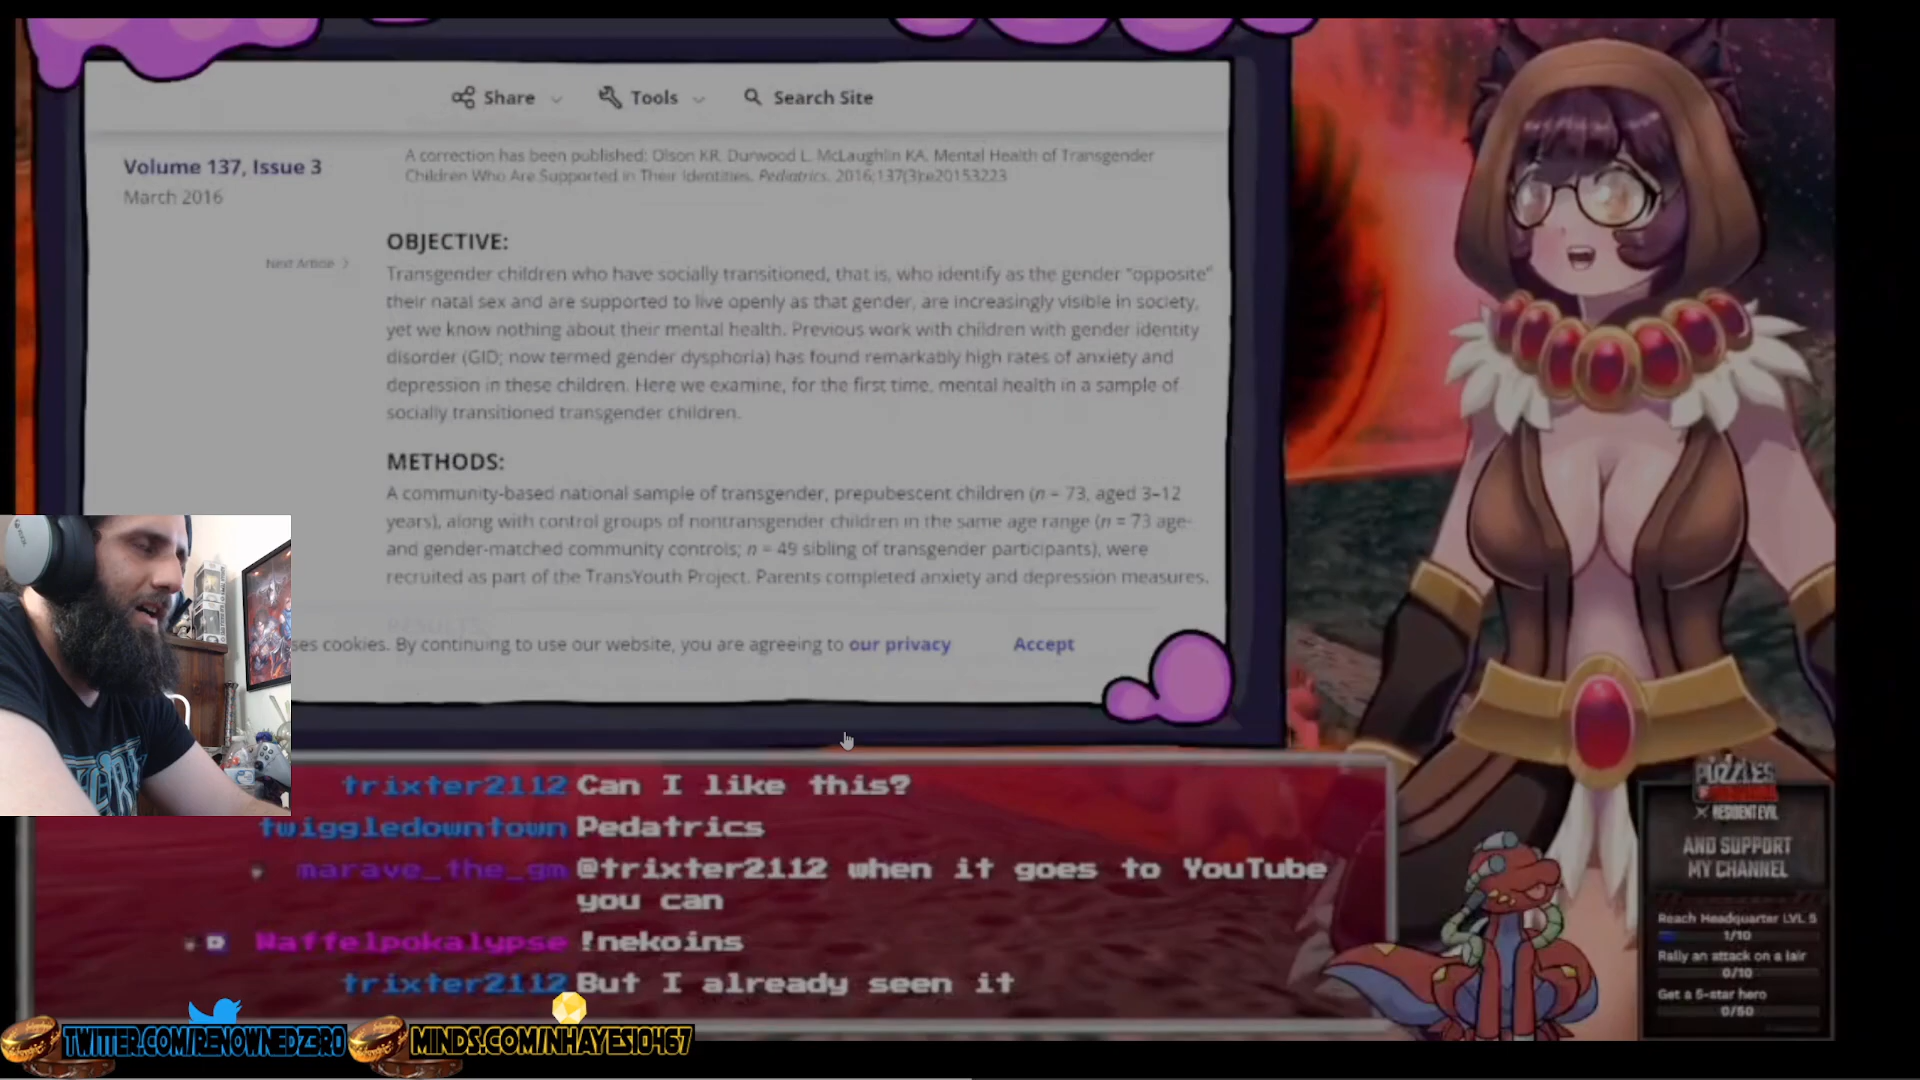 Share Tools Search Site
Volume 137, Issue 3
March 2016
Next Article
A correction has been published: Olson KR, Durwood L, McLaughlin KA. Mental Health of Transgender
Children Who Are Supported in Their Identities. Pediatrics. 2016;137(3):e20153223
OBJECTIVE:
Transgender children who have socially transitioned, that is, who identify as the gender “opposite”
their natal sex and are supported to live openly as that gender, are increasingly visible in society,
yet we know nothing about their mental health. Previous work with children with gender identity
disorder (GID; now termed gender dysphoria) has found remarkably high rates of anxiety and
depression in these children. Here we examine, for the first time, mental health in a sample of
socially transitioned transgender children.
METHODS:
A community-based national sample of transgender, prepubescent children (n = 73, aged 3–12
years), along with control groups of nontransgender children in the same age range (n = 73 age-
and gender-matched community controls; n = 49 sibling of transgender participants), were
recruited as part of the TransYouth Project. Parents completed anxiety and depression measures.
RESULTS:
ses cookies. By continuing to use our website, you are agreeing to our privacy Accept
trixter2112 Can I like this?
twiggledowntown Pedatrics
marave_the_gm @trixter2112 when it goes to YouTube
you can
Waffelpokalypse !nekoins
trixter2112 But I already seen it
TWITTER.COM/RENOWNEDZ3R0 MINDS.COM/NHAYES10467
PUZZLES
X RESIDENT EVIL
AND SUPPORT
MY CHANNEL
Reach Headquarter LVL 5
1/10
Rally an attack on a lair
0/10
Get a 5-star hero
0/50